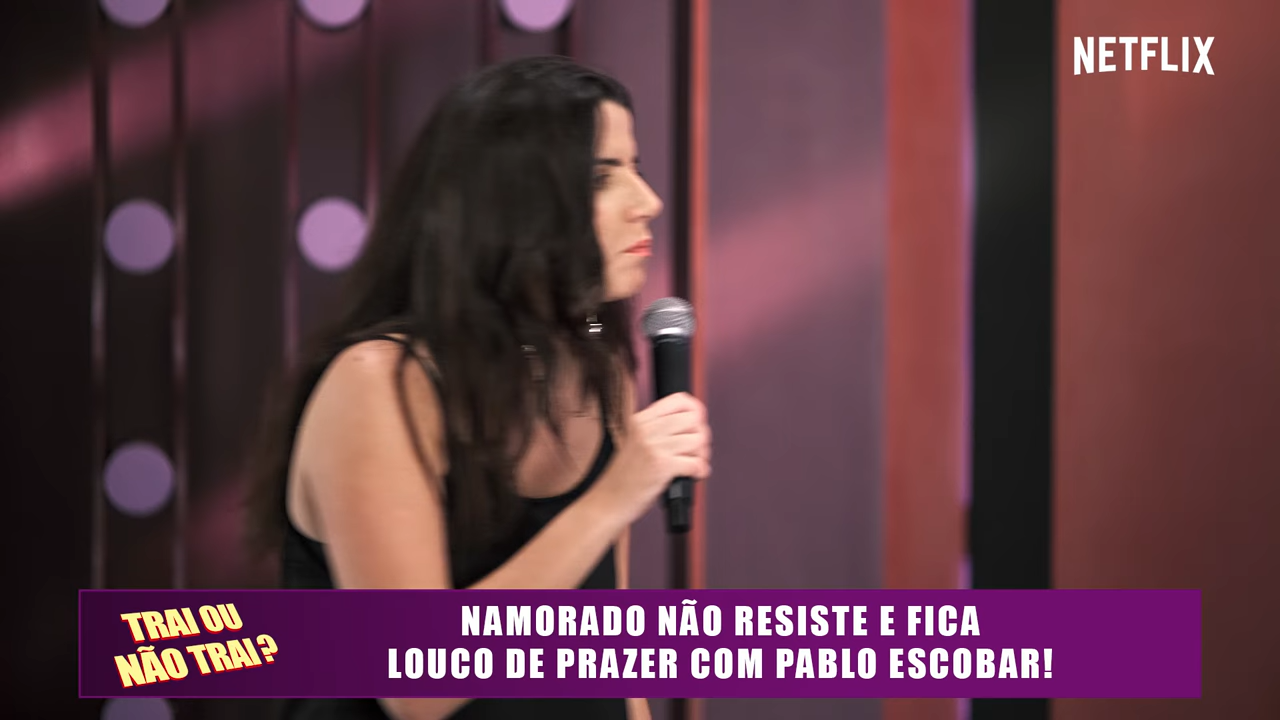 NETFLIX
TRAI OU
NÃO TRAI?
NAMORADO NÃO RESISTE E FICA
LOUCO DE PRAZER COM PABLO ESCOBAR!